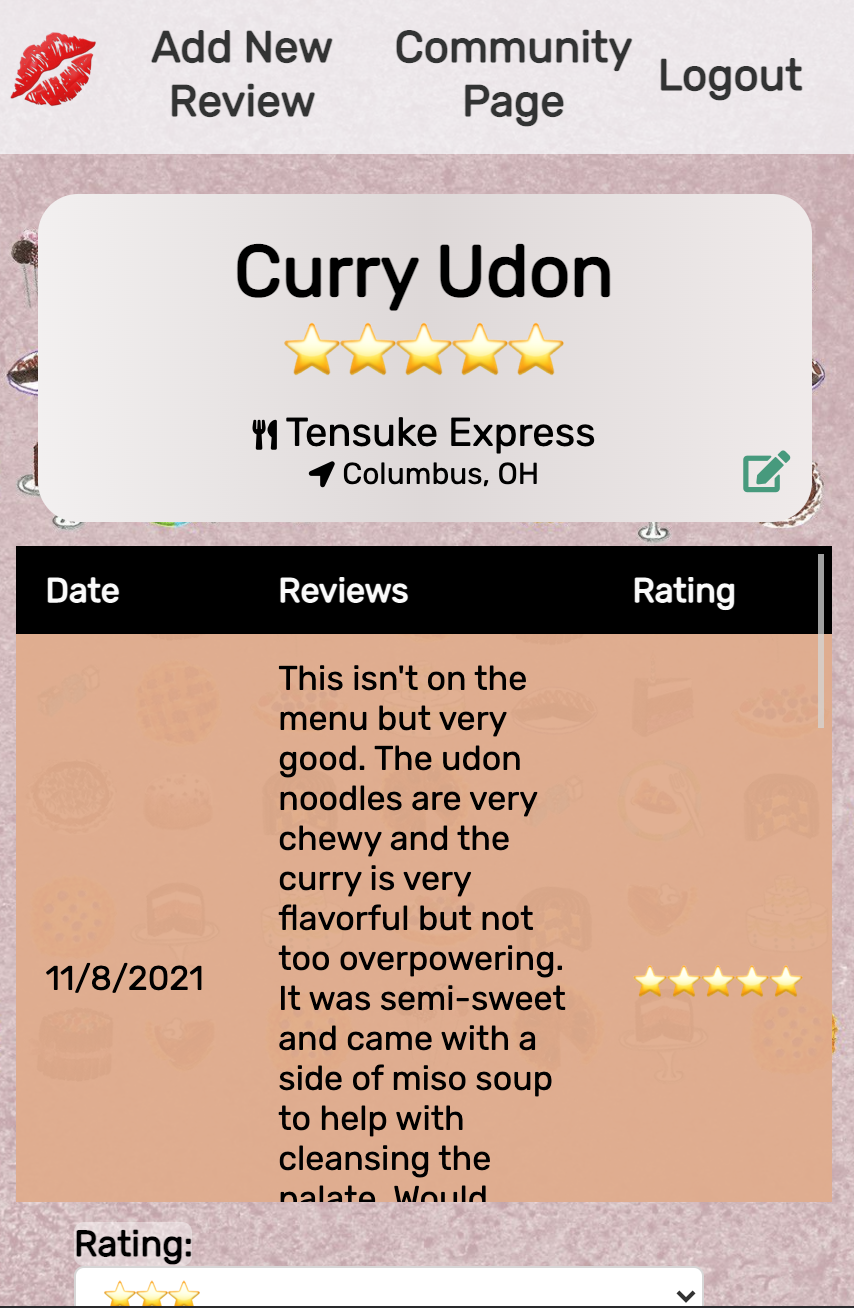 Add New
Review
Community
Page
Logout
Curry Udon
Tensuke Express
Columbus, OH
Date Reviews Rating
This isn't on the
menu but very
good. The udon
noodles are very
chewy and the
curry is very
flavorful but not
too overpowering.
11/8/2021
It was semi-sweet
and came with a
side of miso soup
to help with
cleansing the
palate. Would
Rating: